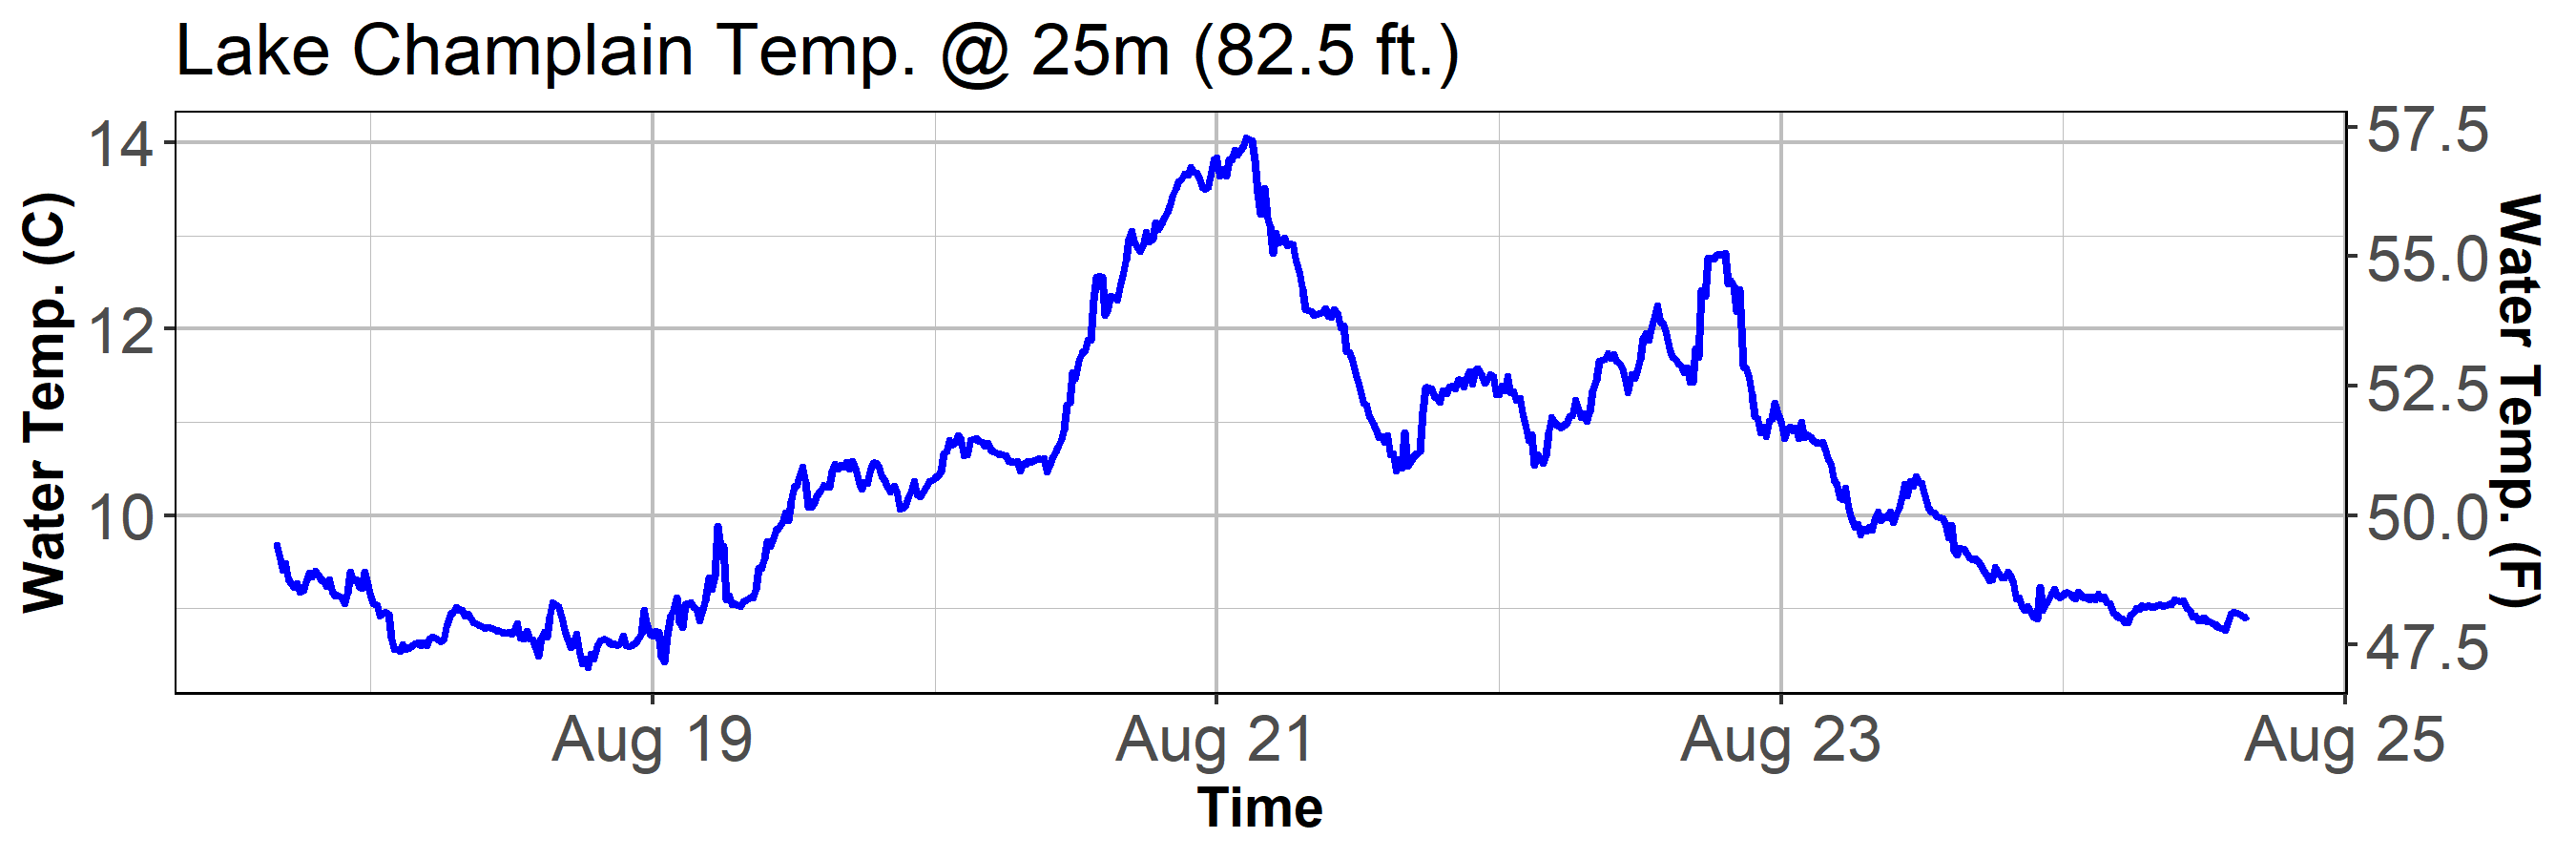 Lake Champlain Temp. @ 25m (82.5 ft.)
Water Temp. (C)
14
12
10
57.5
55.0
52.5
50.0
47.5
Water Temp. (F)
Aug 19
Aug 21
Aug 23
Aug 25
Time